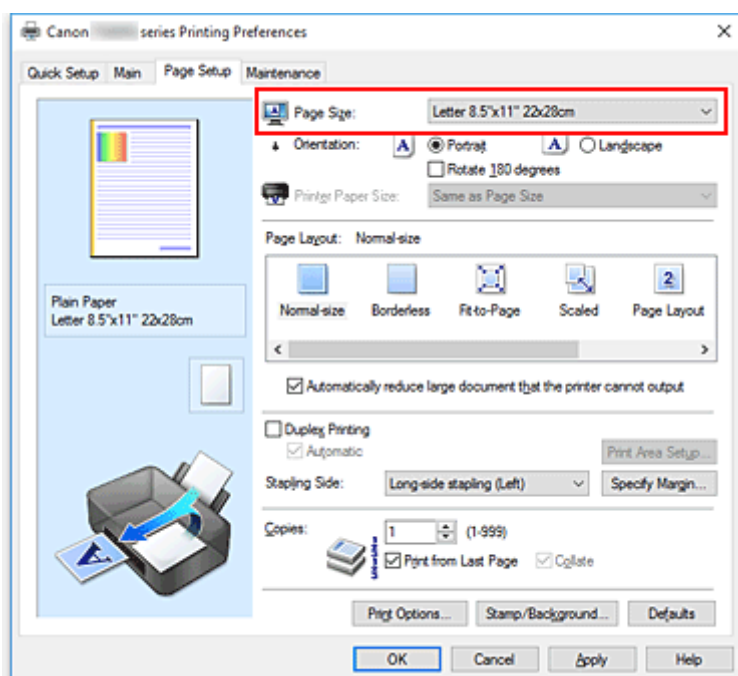 Canon series Printing Preferences
Quick Setup Main Page Setup Maintenance
Page Size: Letter 8.5"x11" 22x28cm
Orientation: A Portrait A Landscape
Rotate 180 degrees
Printer Paper Size: Same as Page Size
Page Layout: Normal-size
2
Normal-size Borderless Fit-to-Page Scaled Page Layout
Automatically reduce large document that the printer cannot output
Plain Paper
Letter 8.5"x11" 22x28cm
Duplex Printing
Automatic
Print Area Setup...
Stapling Side: Long-side stapling (Left) Specify Margin...
Copies: 1 (1-999)
Print from Last Page Collate
A
Print Options... Stamp/Background... Defaults
OK Cancel Apply Help